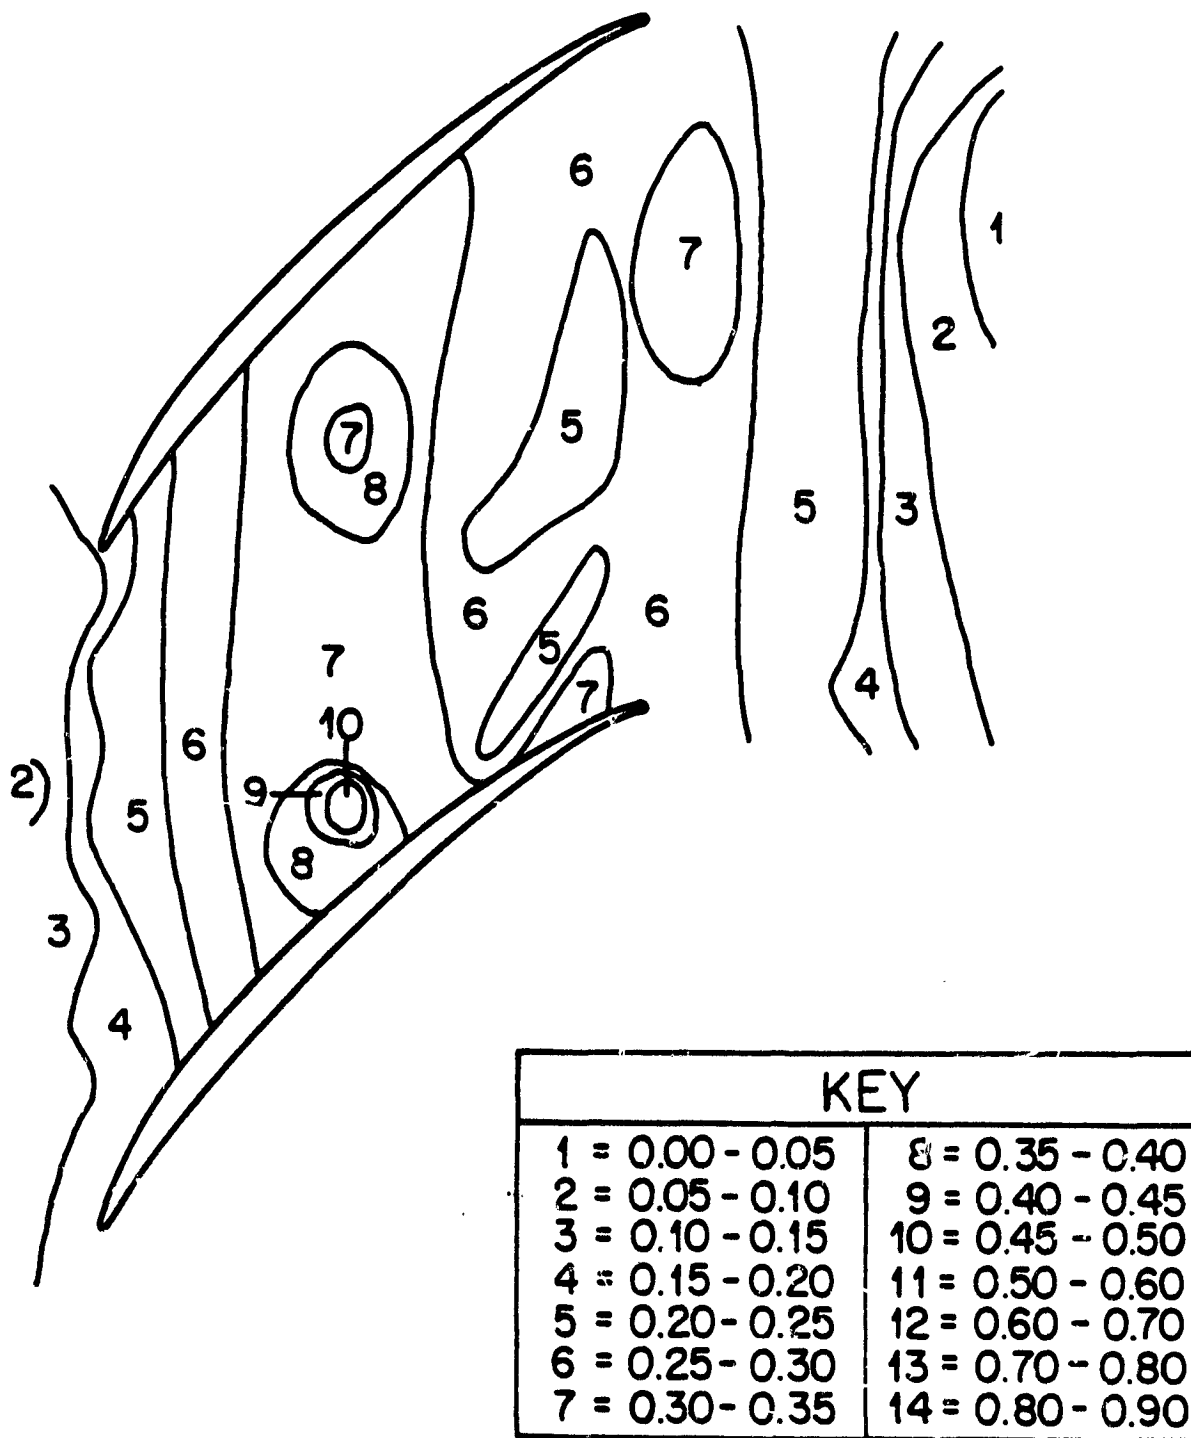 6
7
1
2
5
7
8
5
3
6
6
5
7
4
7
10
6
2)
9
5
8
3
4
KEY
1 = 0.00 - 0.05
2 = 0.05 - 0.10
3 = 0.10 - 0.15
4 = 0.15 - 0.20
5 = 0.20 - 0.25
6 = 0.25 - 0.30
7 = 0.30 - 0.35
8 = 0.35 - 0.40
9 = 0.40 - 0.45
10 = 0.45 - 0.50
11 = 0.50 - 0.60
12 = 0.60 - 0.70
13 = 0.70 - 0.80
14 = 0.80 - 0.90